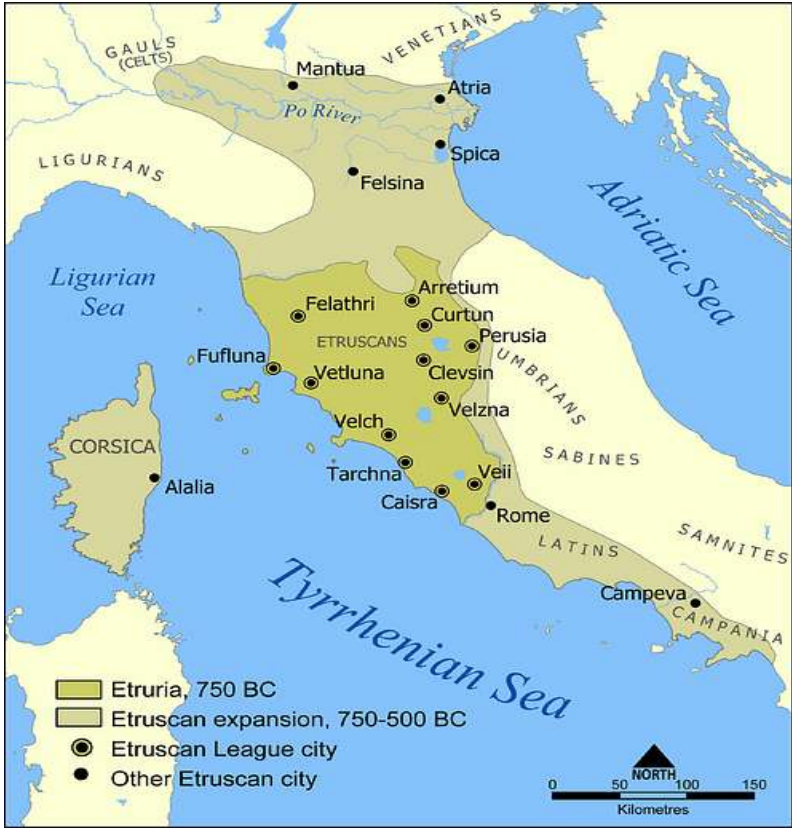 GAULS
(CELTS)
VENETIANS
Mantua
Atria
Po River
Spica
LIGURIANS
Felsina
Adriatic Sea
Ligurian
Sea
Arretium
Felathri
Curtun
ETRUSCANS
Perusia
Fufluna
Clevsin
UMBRIANS
Vetluna
Velzna
Velch
CORSICA
SABINES
Tarchna
Veii
Alalia
Caisra
Rome
LATINS
SAMNITES
Tyrrhenian Sea
Campeva
CAMPANIA
Etruria, 750 BC
Etruscan expansion, 750-500 BC
Etruscan League city
Other Etruscan city
NORTH
0 50 100 150
Kilometres